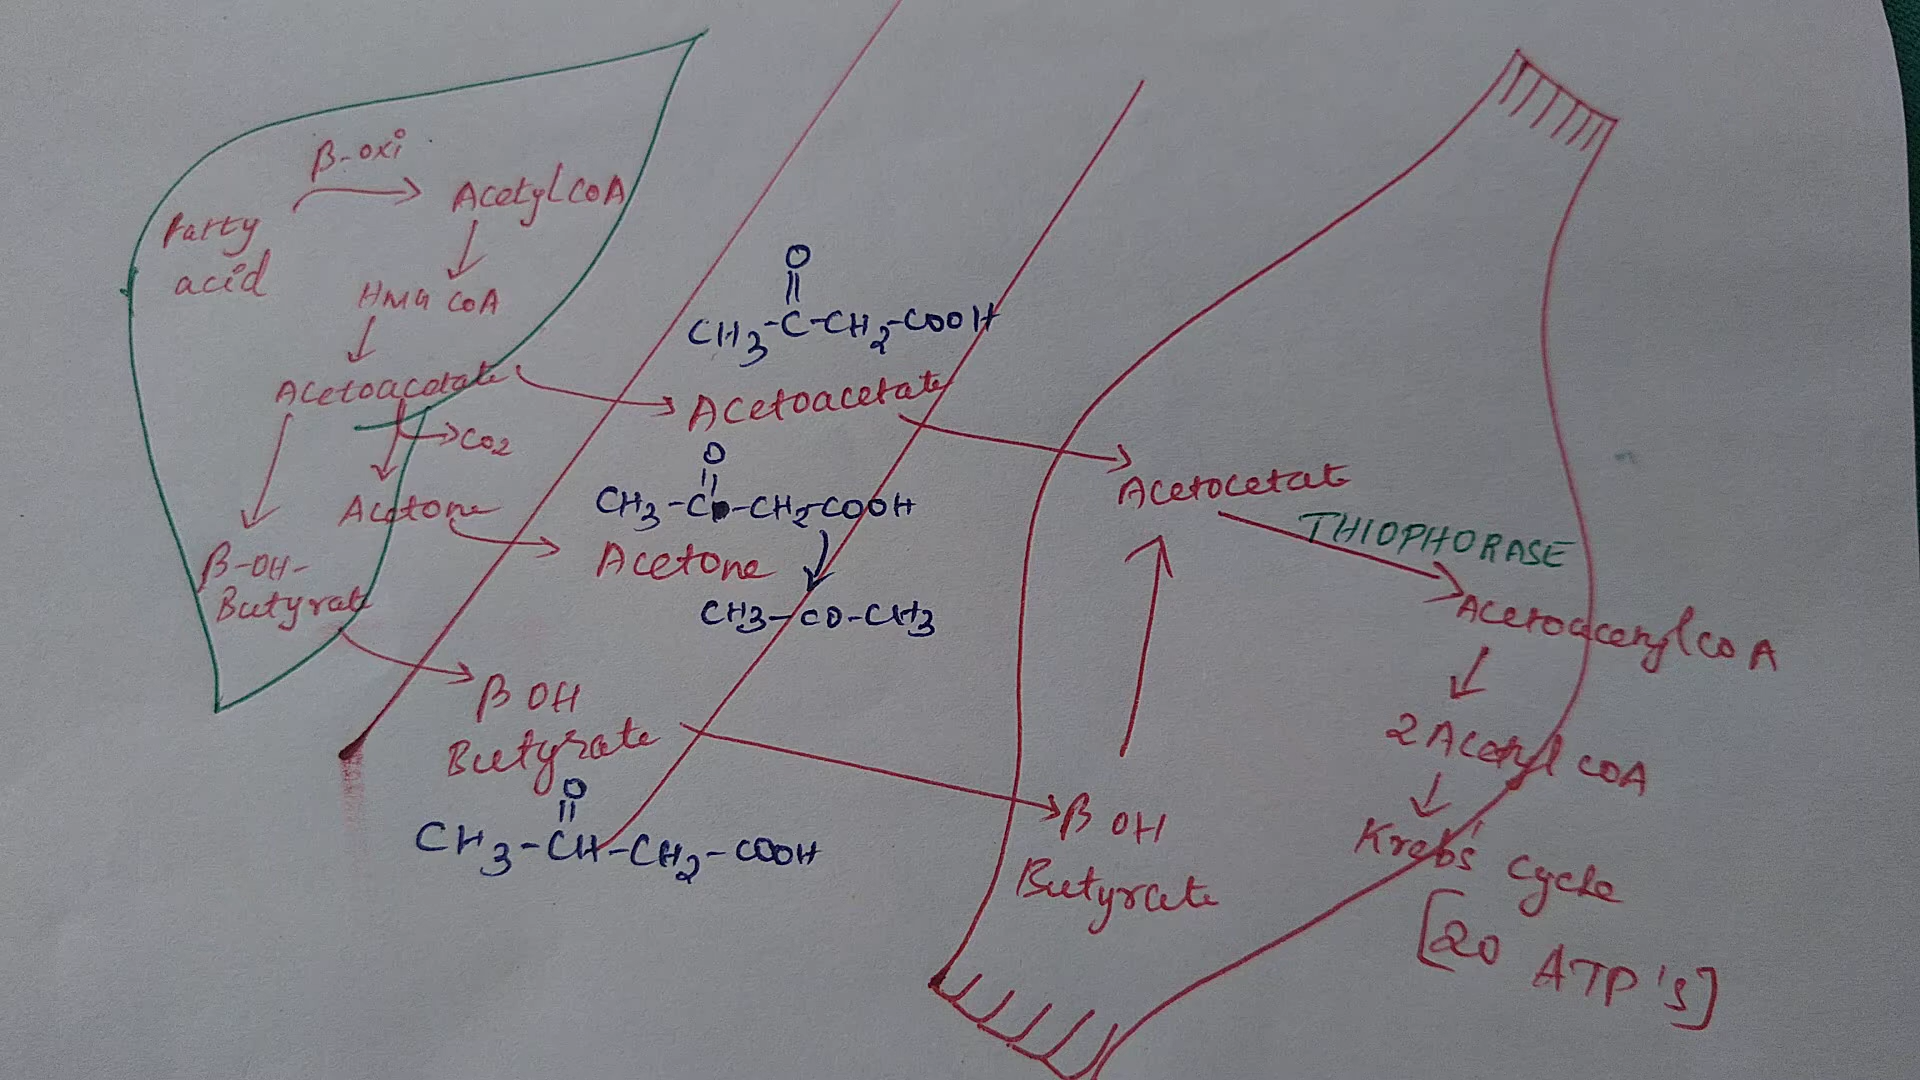 β-oxi
Fatty
acid
Acetyl CoA
HMG CoA
Acetoacetate
CO2
Acetone
β-OH-
Butyrate
O
||
CH3-C-CH2-COOH
Acetoacetate
O
||
CH3-C-CH2-COOH
Acetone
CH3-CO-CH3
β OH
Butyrate
O
||
CH3-CH-CH2-COOH
Acetocetat
THIOPHORASE
Acetoacetyl CoA
2 Acetyl CoA
Kreb's cycle
[20 ATP's]
β OH
Butyrate